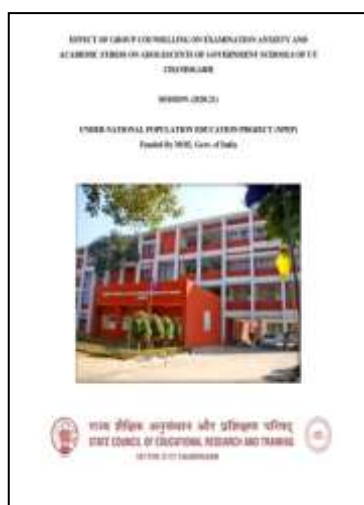 EFFECT OF GROUP COUNSELLING ON EXAMINATION ANXIETY AND
ACADEMIC STRESS ON ADOLESCENTS OF GOVERNMENT SCHOOLS OF UT
CHANDIGARH
SESSION (2020-21)
UNDER NATIONAL POPULATION EDUCATION PROJECT (NPEP)
Funded By MOE, Govt. of India
राज्य शैक्षिक अनुसंधान और प्रशिक्षण परिषद्
STATE COUNCIL OF EDUCATIONAL RESEARCH AND TRAINING
CHANDIGARH